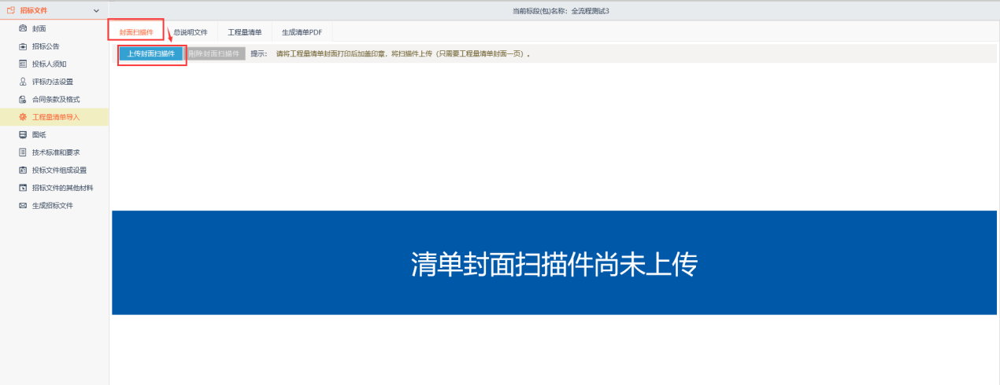 招标文件
当前标段(包)名称：全流程测试3
封面
招标公告
投标人须知
评标办法设置
合同条款及格式
工程量清单导入
图纸
技术标准和要求
投标文件组成设置
招标文件的其他材料
生成招标文件
封面扫描件 总说明文件 工程量清单 生成清单PDF
上传封面扫描件 删除封面扫描件 提示： 请将工程量清单封面打印后加盖印章，将扫描件上传（只需要工程量清单封面一页）。
清单封面扫描件尚未上传